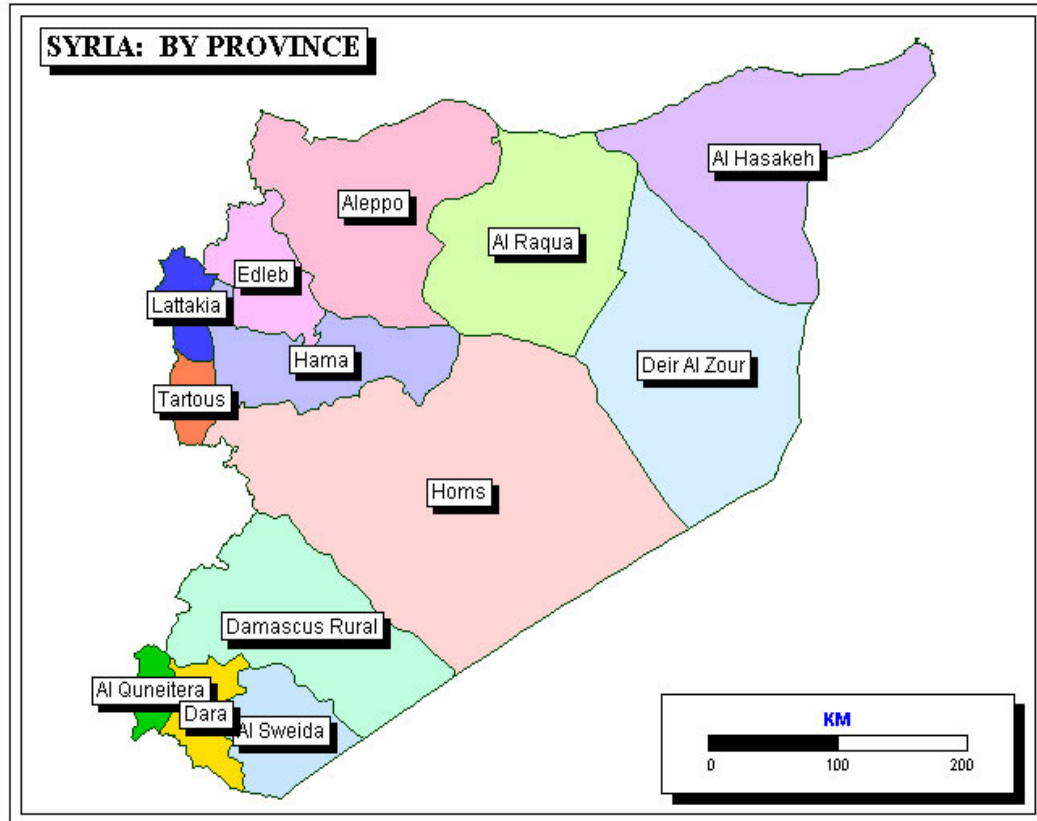 SYRIA: BY PROVINCE
Al Hasakeh
Aleppo
Al Raqua
Edleb
Lattakia
Hama
Deir Al Zour
Tartous
Homs
Damascus Rural
Al Quneitera
Dara
Al Sweida
KM
0 100 200